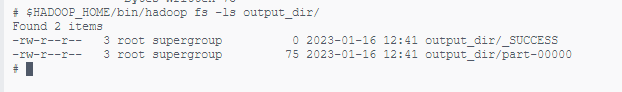 # $HADOOP_HOME/bin/hadoop fs -ls output_dir/
Found 2 items
-rw-r--r--   3 root supergroup          0 2023-01-16 12:41 output_dir/_SUCCESS
-rw-r--r--   3 root supergroup         75 2023-01-16 12:41 output_dir/part-00000
#